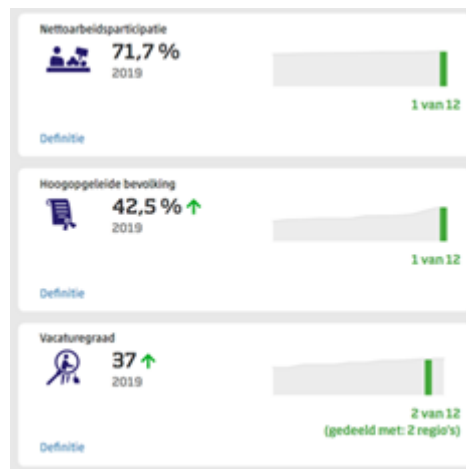 Nettoarbeidsparticipatie
71,7 %
2019
1 van 12
Definitie
Hoogopgeleide bevolking
42,5 % ↑
2019
1 van 12
Definitie
Vacaturegraad
37 ↑
2019
2 van 12
(gedeeld met: 2 regio's)
Definitie